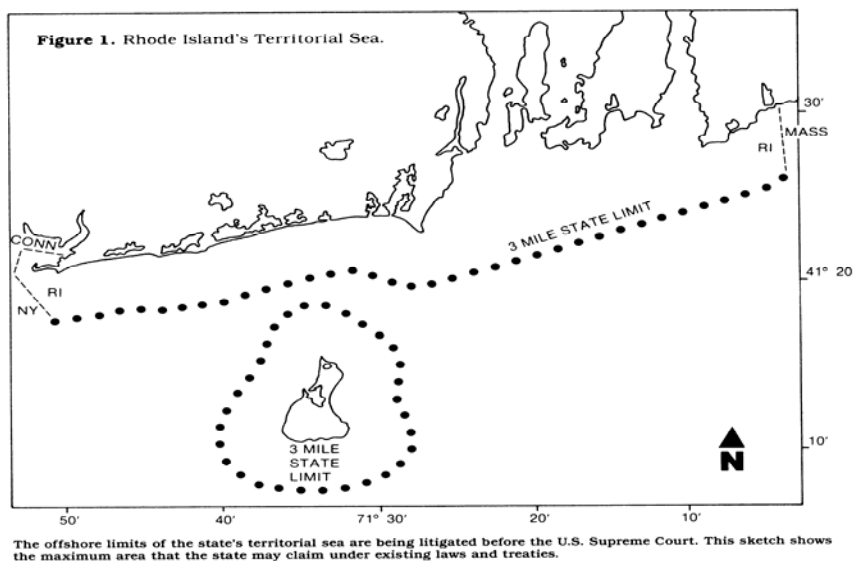 Figure 1. Rhode Island's Territorial Sea.
30'
MASS
RI
3 MILE STATE LIMIT
CONN
41° 20
RI
NY
3 MILE
STATE
LIMIT
10'
N
50'
40'
71° 30'
20'
10'
The offshore limits of the state's territorial sea are being litigated before the U.S. Supreme Court. This sketch shows
the maximum area that the state may claim under existing laws and treaties.